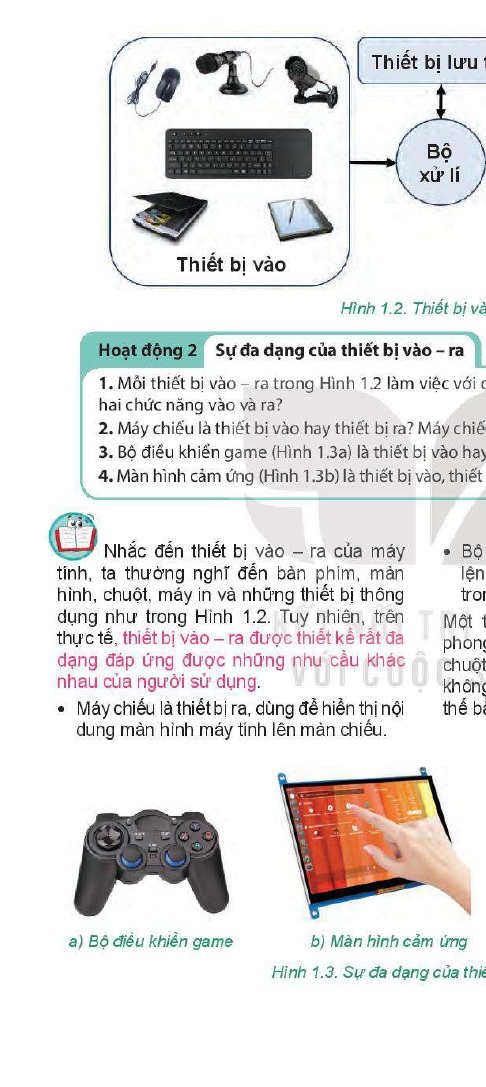 Thiết bị lưu
Bộ
xử lí
Thiết bị vào
Hình 1.2. Thiết bị và
Hoạt động 2 Sự đa dạng của thiết bị vào – ra
1. Mỗi thiết bị vào – ra trong Hình 1.2 làm việc với
hai chức năng vào và ra?
2. Máy chiếu là thiết bị vào hay thiết bị ra? Máy chiế
3. Bộ điều khiển game (Hình 1.3a) là thiết bị vào hay
4. Màn hình cảm ứng (Hình 1.3b) là thiết bị vào, thiết
Nhắc đến thiết bị vào – ra của máy
tính, ta thường nghĩ đến bàn phím, màn
hình, chuột, máy in và những thiết bị thông
dụng như trong Hình 1.2. Tuy nhiên, trên
thực tế, thiết bị vào – ra được thiết kế rất đa
dạng đáp ứng được những nhu cầu khác
nhau của người sử dụng.
• Máy chiếu là thiết bị ra, dùng để hiển thị nội
dung màn hình máy tính lên màn chiếu.
• Bộ
lên
tron
Một t
phong
chuột
không
thể bà
a) Bộ điều khiển game
b) Màn hình cảm ứng
Hình 1.3. Sự đa dạng của thiế